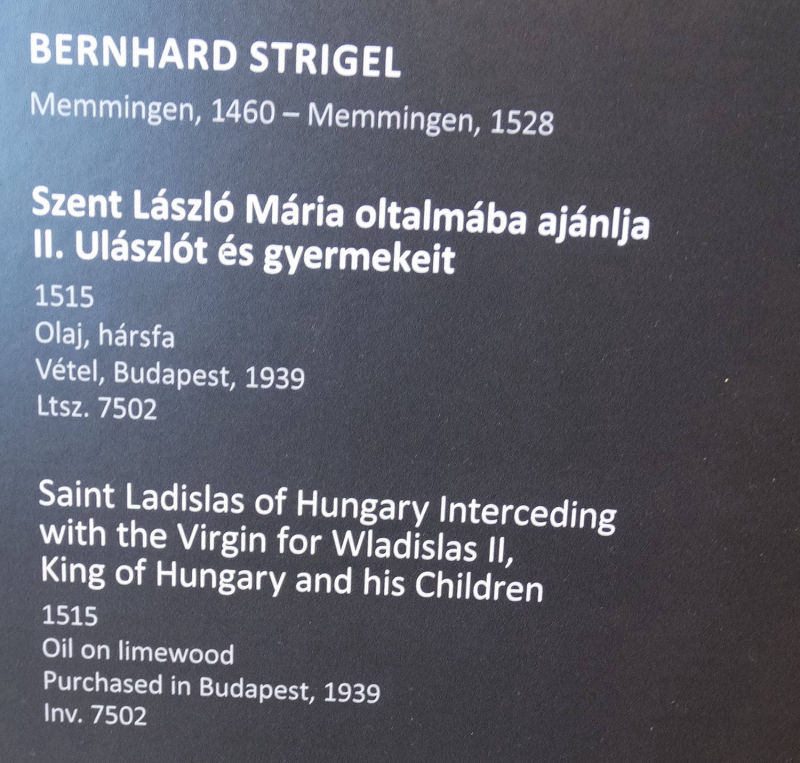 BERNHARD STRIGEL
Memmingen, 1460 – Memmingen, 1528
Szent László Mária oltalmába ajánlja
II. Ulászlót és gyermekeit
1515
Olaj, hársfa
Vétel, Budapest, 1939
Ltsz. 7502
Saint Ladislas of Hungary Interceding
with the Virgin for Wladislas II,
King of Hungary and his Children
1515
Oil on limewood
Purchased in Budapest, 1939
Inv. 7502